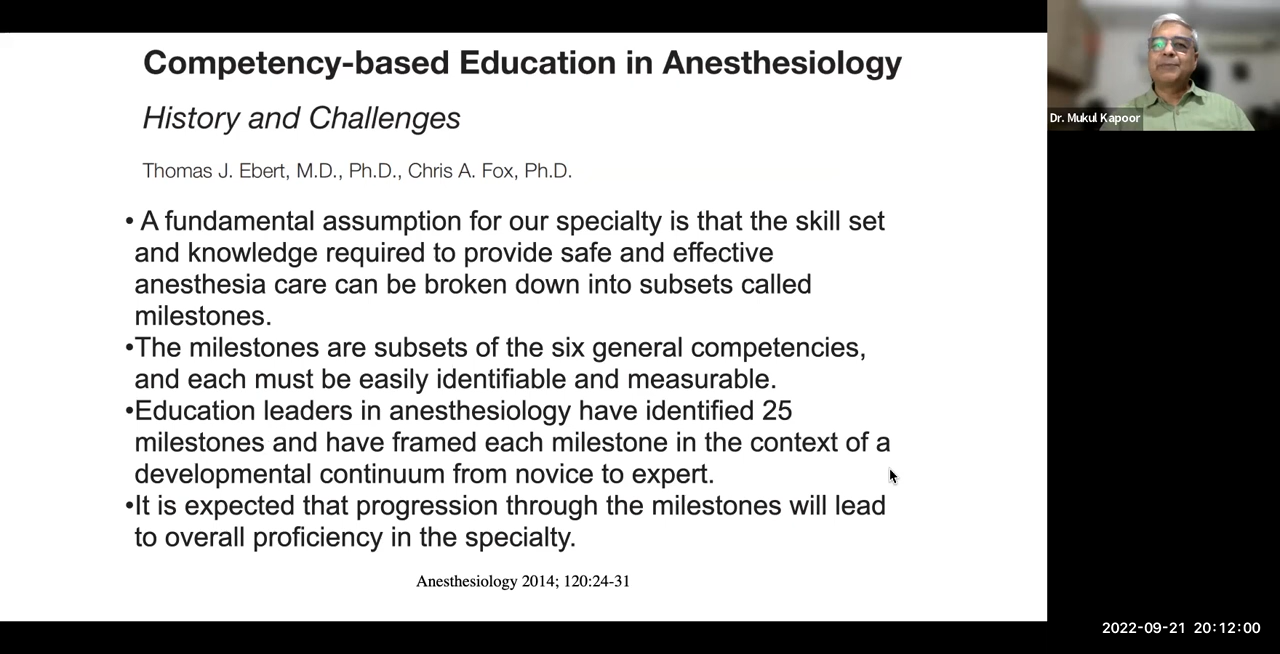 Competency-based Education in Anesthesiology
History and Challenges
Thomas J. Ebert, M.D., Ph.D., Chris A. Fox, Ph.D.
• A fundamental assumption for our specialty is that the skill set
and knowledge required to provide safe and effective
anesthesia care can be broken down into subsets called
milestones.
•The milestones are subsets of the six general competencies,
and each must be easily identifiable and measurable.
•Education leaders in anesthesiology have identified 25
milestones and have framed each milestone in the context of a
developmental continuum from novice to expert.
•It is expected that progression through the milestones will lead
to overall proficiency in the specialty.
Anesthesiology 2014; 120:24-31
Dr. Mukul Kapoor
2022-09-21 20:12:00